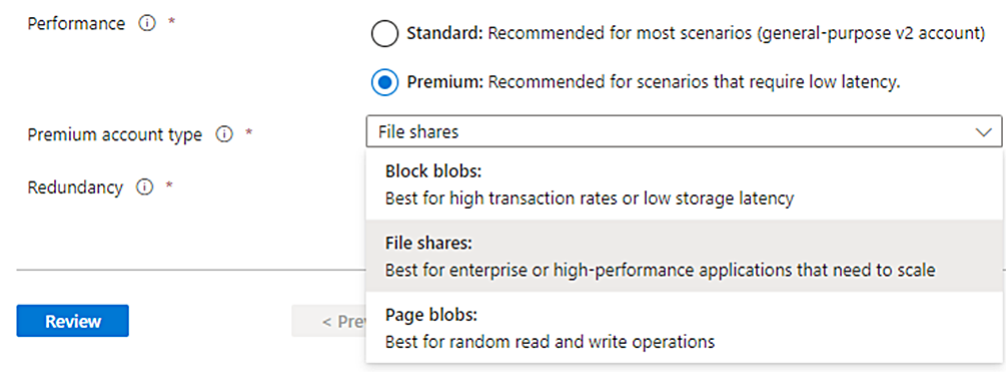 Performance ⓘ *
Standard: Recommended for most scenarios (general-purpose v2 account)
Premium: Recommended for scenarios that require low latency.
Premium account type ⓘ *
File shares
Block blobs:
Best for high transaction rates or low storage latency
Redundancy ⓘ *
File shares:
Best for enterprise or high-performance applications that need to scale
Page blobs:
Best for random read and write operations
Review
< Pre